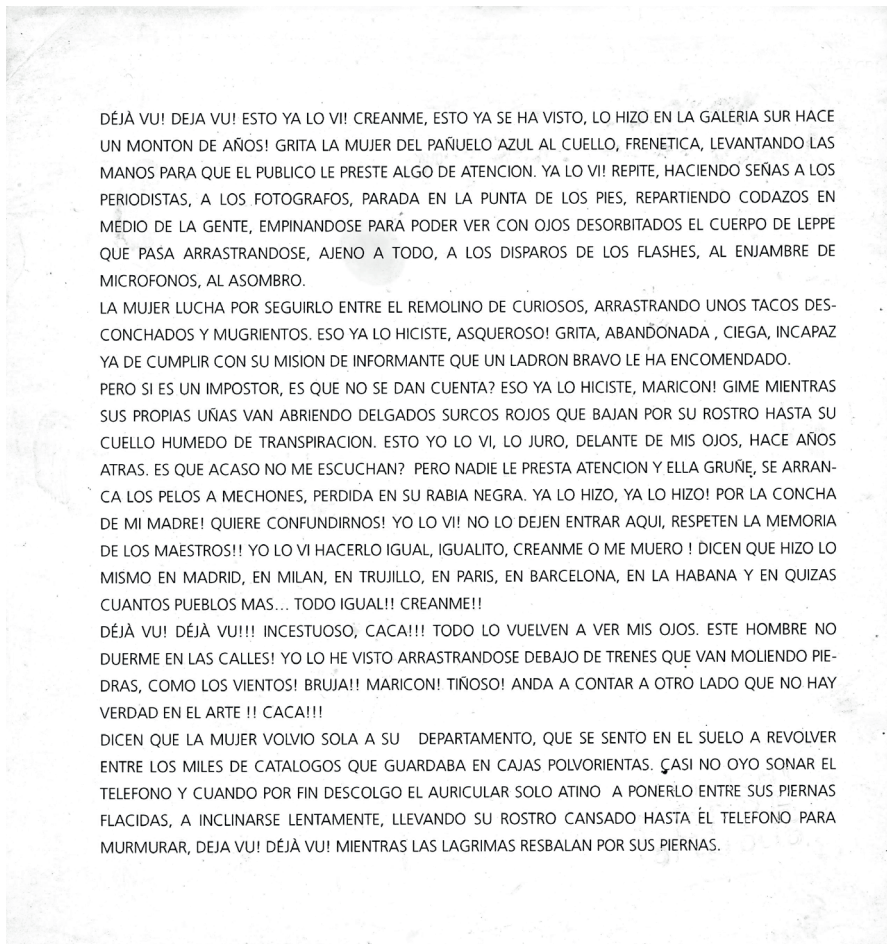 DÉJÀ VU! DEJA VU! ESTO YA LO VI! CREANME, ESTO YA SE HA VISTO, LO HIZO EN LA GALERIA SUR HACE
UN MONTON DE AÑOS! GRITA LA MUJER DEL PAÑUELO AZUL AL CUELLO, FRENETICA, LEVANTANDO LAS
MANOS PARA QUE EL PUBLICO LE PRESTE ALGO DE ATENCION. YA LO VI! REPITE, HACIENDO SEÑAS A LOS
PERIODISTAS, A LOS FOTOGRAFOS, PARADA EN LA PUNTA DE LOS PIES, REPARTIENDO CODAZOS EN
MEDIO DE LA GENTE, EMPINANDOSE PARA PODER VER CON OJOS DESORBITADOS EL CUERPO DE LEPPE
QUE PASA ARRASTRANDOSE, AJENO A TODO, A LOS DISPAROS DE LOS FLASHES, AL ENJAMBRE DE
MICROFONOS, AL ASOMBRO.
LA MUJER LUCHA POR SEGUIRLO ENTRE EL REMOLINO DE CURIOSOS, ARRASTRANDO UNOS TACOS DES-
CONCHADOS Y MUGRIENTOS. ESO YA LO HICISTE, ASQUEROSO! GRITA, ABANDONADA , CIEGA, INCAPAZ
YA DE CUMPLIR CON SU MISION DE INFORMANTE QUE UN LADRON BRAVO LE HA ENCOMENDADO.
PERO SI ES UN IMPOSTOR, ES QUE NO SE DAN CUENTA? ESO YA LO HICISTE, MARICON! GIME MIENTRAS
SUS PROPIAS UÑAS VAN ABRIENDO DELGADOS SURCOS ROJOS QUE BAJAN POR SU ROSTRO HASTA SU
CUELLO HUMEDO DE TRANSPIRACION. ESTO YO LO VI, LO JURO, DELANTE DE MIS OJOS, HACE AÑOS
ATRAS. ES QUE ACASO NO ME ESCUCHAN? PERO NADIE LE PRESTA ATENCION Y ELLA GRUÑE, SE ARRAN-
CA LOS PELOS A MECHONES, PERDIDA EN SU RABIA NEGRA. YA LO HIZO, YA LO HIZO! POR LA CONCHA
DE MI MADRE! QUIERE CONFUNDIRNOS! YO LO VI! NO LO DEJEN ENTRAR AQUI, RESPETEN LA MEMORIA
DE LOS MAESTROS!! YO LO VI HACERLO IGUAL, IGUALITO, CREANME O ME MUERO ! DICEN QUE HIZO LO
MISMO EN MADRID, EN MILAN, EN TRUJILLO, EN PARIS, EN BARCELONA, EN LA HABANA Y EN QUIZAS
CUANTOS PUEBLOS MAS... TODO IGUAL!! CREANME!!
DÉJÀ VU! DÉJÀ VU!!! INCESTUOSO, CACA!!! TODO LO VUELVEN A VER MIS OJOS. ESTE HOMBRE NO
DUERME EN LAS CALLES! YO LO HE VISTO ARRASTRANDOSE DEBAJO DE TRENES QUE VAN MOLIENDO PIE-
DRAS, COMO LOS VIENTOS! BRUJA!! MARICON! TIÑOSO! ANDA A CONTAR A OTRO LADO QUE NO HAY
VERDAD EN EL ARTE !! CACA!!!
DICEN QUE LA MUJER VOLVIO SOLA A SU DEPARTAMENTO, QUE SE SENTO EN EL SUELO A REVOLVER
ENTRE LOS MILES DE CATALOGOS QUE GUARDABA EN CAJAS POLVORIENTAS. CASI NO OYO SONAR EL
TELEFONO Y CUANDO POR FIN DESCOLGO EL AURICULAR SOLO ATINO A PONERLO ENTRE SUS PIERNAS
FLACIDAS, A INCLINARSE LENTAMENTE, LLEVANDO SU ROSTRO CANSADO HASTA EL TELEFONO PARA
MURMURAR, DEJA VU! DÉJÀ VU! MIENTRAS LAS LAGRIMAS RESBALAN POR SUS PIERNAS.